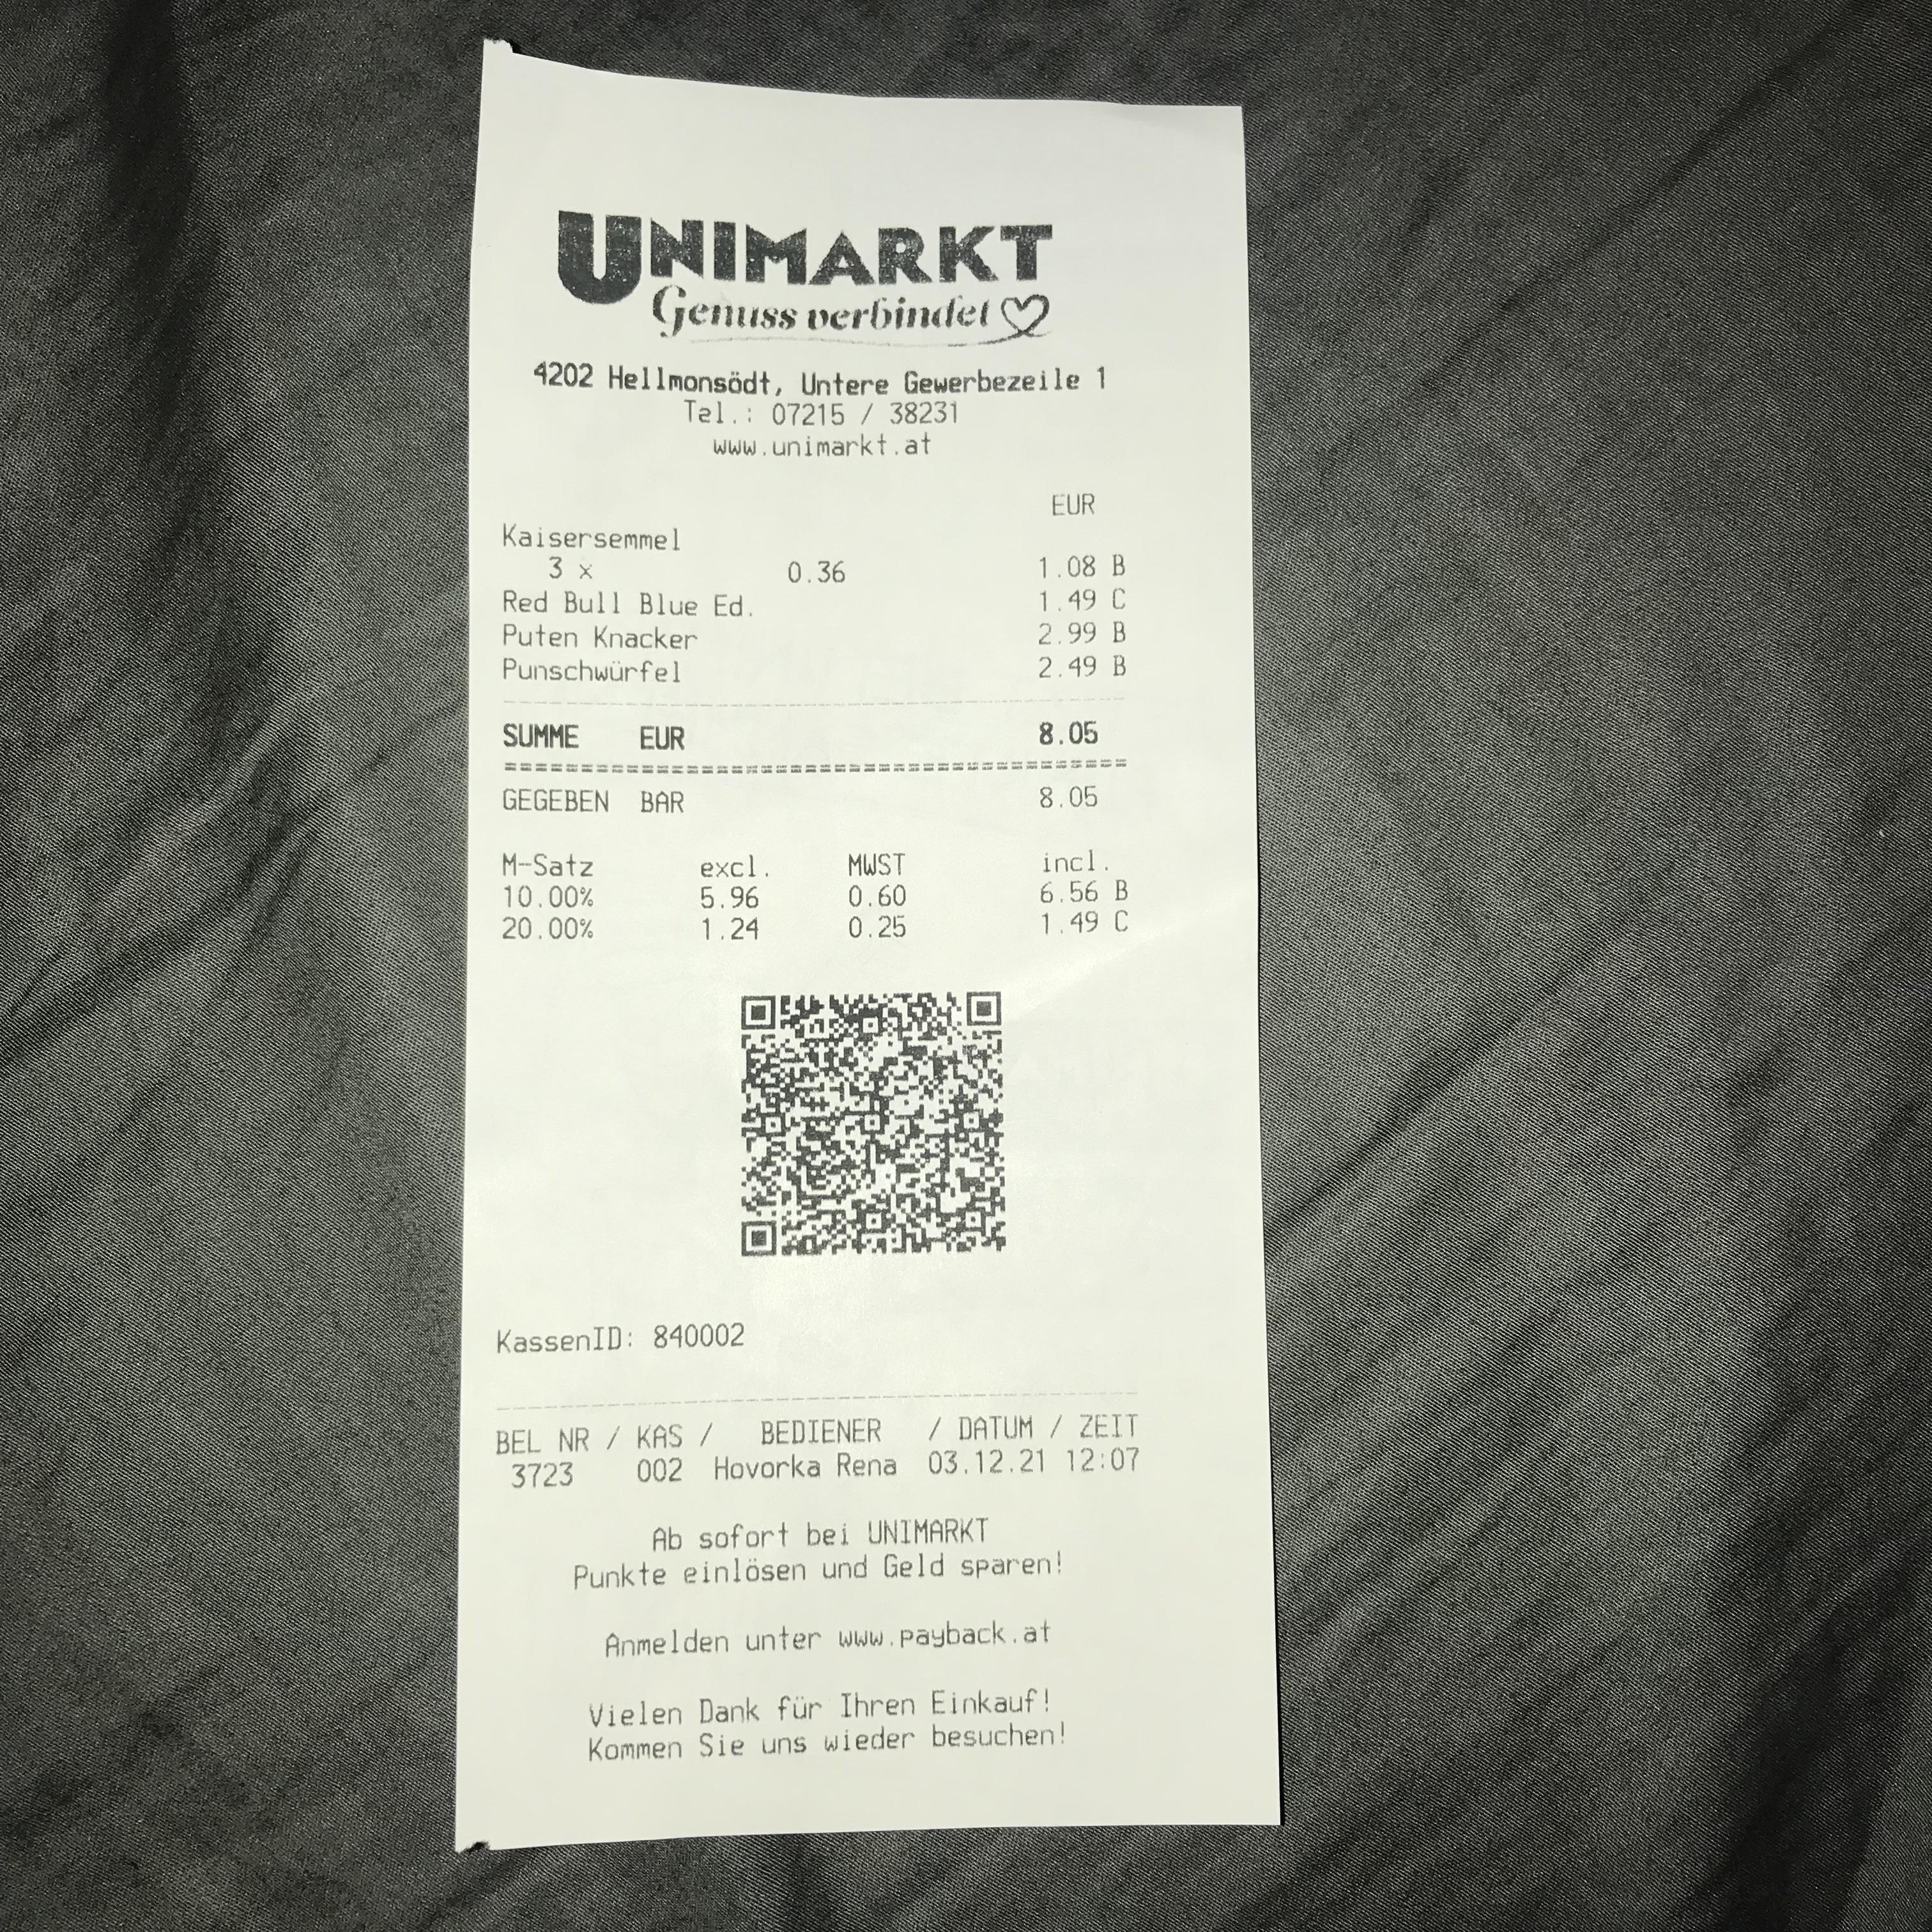 UNIMARKT
Genuss verbindet
4202 Hellmonsödt, Untere Gewerbezeile 1
Tel.: 07215 / 38231
www.unimarkt.at
EUR
Kaisersemmel
3 x 0.36 1.08 B
Red Bull Blue Ed. 1.49 C
Puten Knacker 2.99 B
Punschwürfel 2.49 B
SUMME EUR 8.05
GEGEBEN BAR 8.05
M-Satz excl. MWST incl.
10.00% 5.96 0.60 6.56 B
20.00% 1.24 0.25 1.49 C
KassenID: 840002
BEL NR / KAS / BEDIENER / DATUM / ZEIT
3723 002 Hovorka Rena 03.12.21 12:07
Ab sofort bei UNIMARKT
Punkte einlösen und Geld sparen!
Anmelden unter www.payback.at
Vielen Dank für Ihren Einkauf!
Kommen Sie uns wieder besuchen!